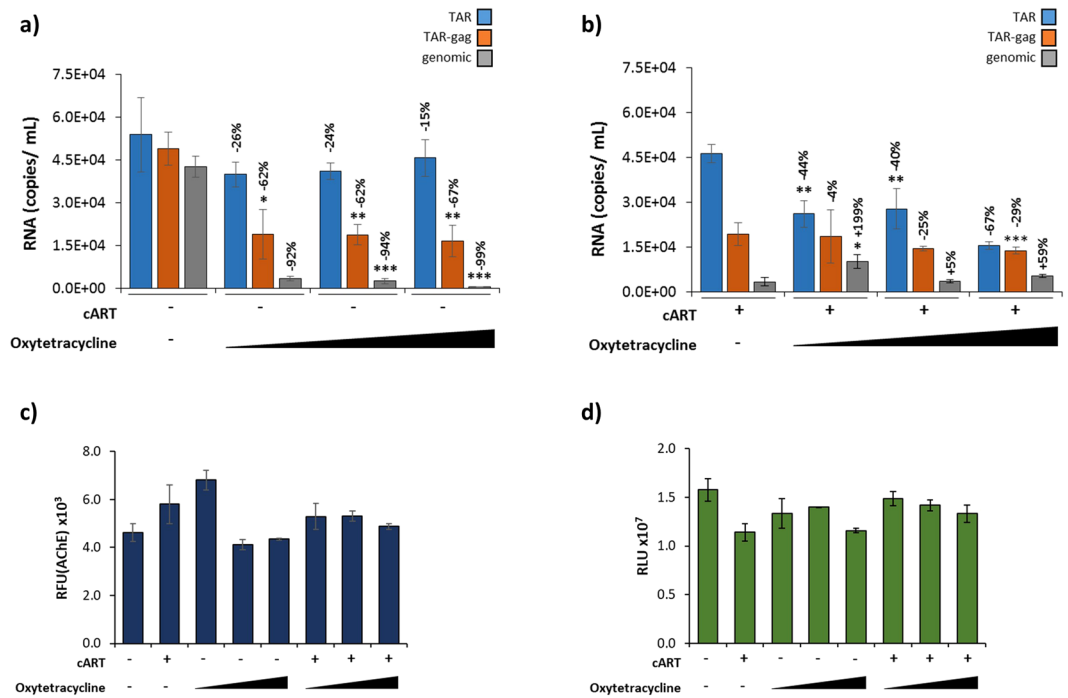 a)
TAR
TAR-gag
genomic
RNA (copies/ mL)
7.5E+04
6.0E+04
4.5E+04
3.0E+04
1.5E+04
0.0E+00
-26%
* -62%
-92%
-24%
** -62%
*** -94%
-15%
** -67%
*** -99%
cART - - - -
Oxytetracycline -
b)
TAR
TAR-gag
genomic
RNA (copies/ mL)
7.5E+04
6.0E+04
4.5E+04
3.0E+04
1.5E+04
0.0E+00
** -44%
-4%
* +199%
** -40%
-25%
+5%
-67%
*** -29%
+59%
cART + + + +
Oxytetracycline -
c)
RFU(AChE) x10³
8.0
6.0
4.0
2.0
0.0
cART - + - - - + + +
Oxytetracycline - -
d)
RLU x10⁷
2.0
1.5
1.0
0.5
0.0
cART - + - - - + + +
Oxytetracycline - -